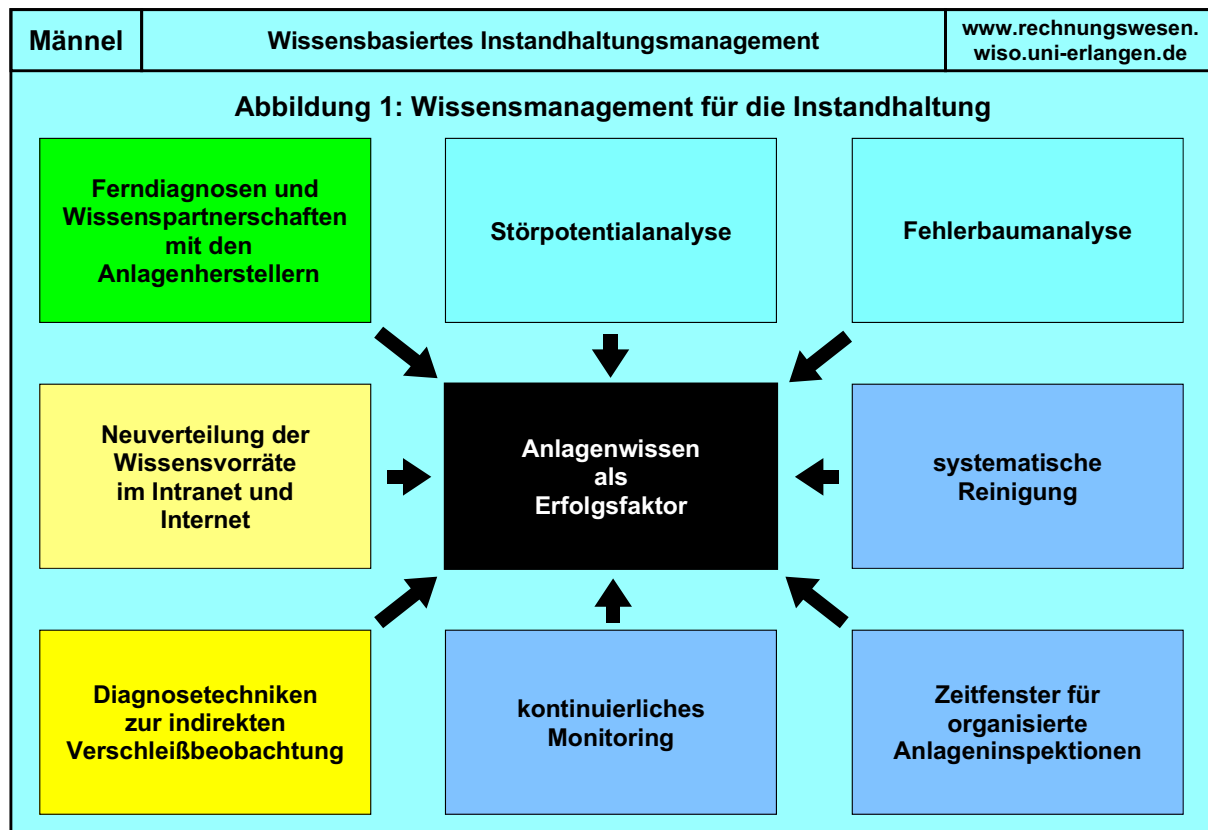 Männel
Wissensbasiertes Instandhaltungsmanagement
www.rechnungswesen.
wiso.uni-erlangen.de
Abbildung 1: Wissensmanagement für die Instandhaltung
Ferndiagnosen und
Wissenspartnerschaften
mit den
Anlagenherstellern
Störpotentialanalyse
Fehlerbaumanalyse
Neuverteilung der
Wissensvorräte
im Intranet und
Internet
Anlagenwissen
als
Erfolgsfaktor
systematische
Reinigung
Diagnosetechniken
zur indirekten
Verschleißbeobachtung
kontinuierliches
Monitoring
Zeitfenster für
organisierte
Anlageninspektionen